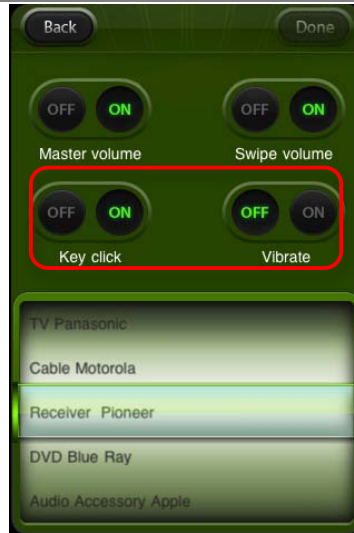 Back Done
OFF ON OFF ON
Master volume Swipe volume
OFF ON OFF ON
Key click Vibrate
TV Panasonic
Cable Motorola
Receiver Pioneer
DVD Blue Ray
Audio Accessory Apple